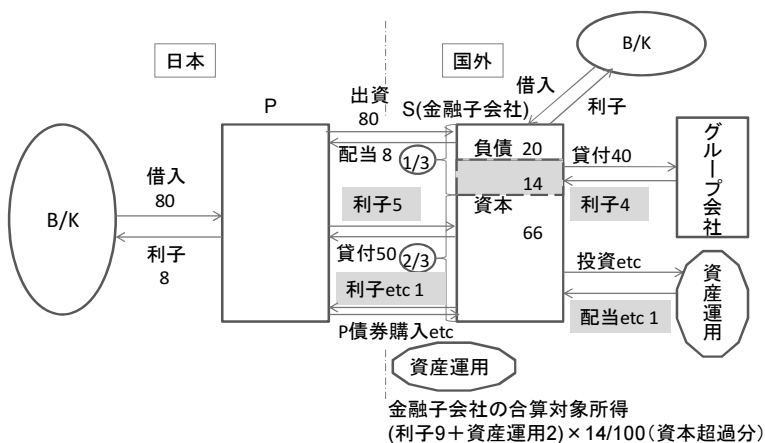 日本
国外
B/K
P
出資
80
S(金融子会社)
借入
利子
配当 8
1/3
負債 20
14
資本
66
貸付40
利子4
グループ会社
B/K
借入
80
利子
8
利子5
貸付50
2/3
利子etc 1
P債券購入etc
投資etc
配当etc 1
資産運用
資産運用
金融子会社の合算対象所得
(利子9＋資産運用2)×14/100(資本超過分)